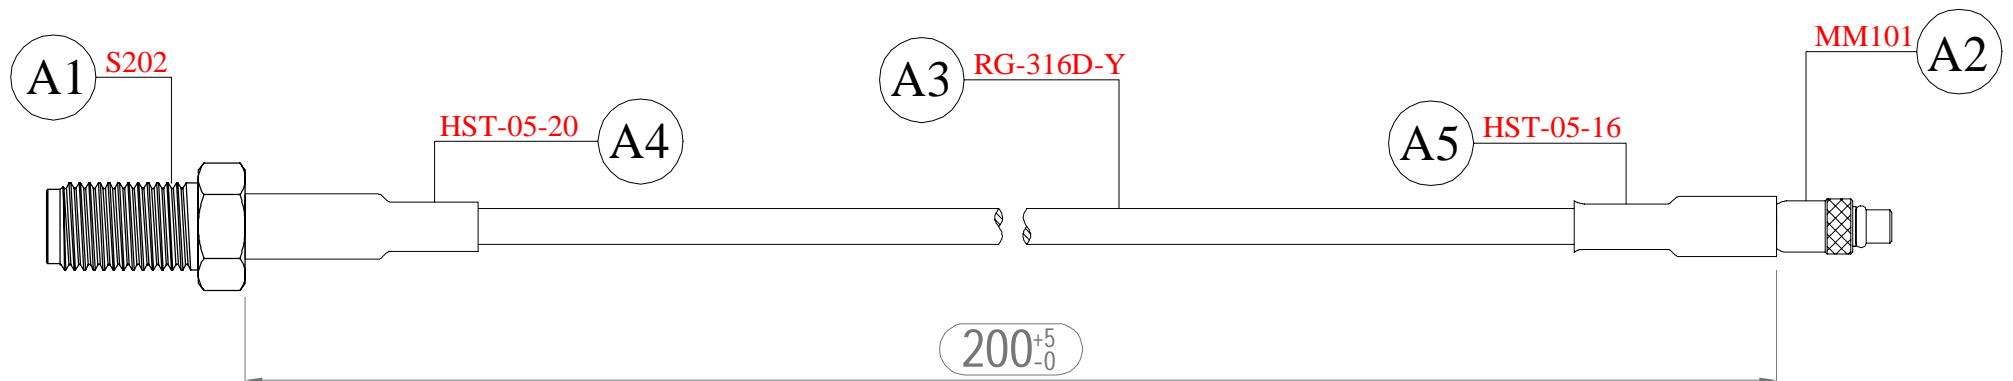 A1 S202
HST-05-20 A4
A3 RG-316D-Y
A5 HST-05-16
MM101 A2
200 +5 -0